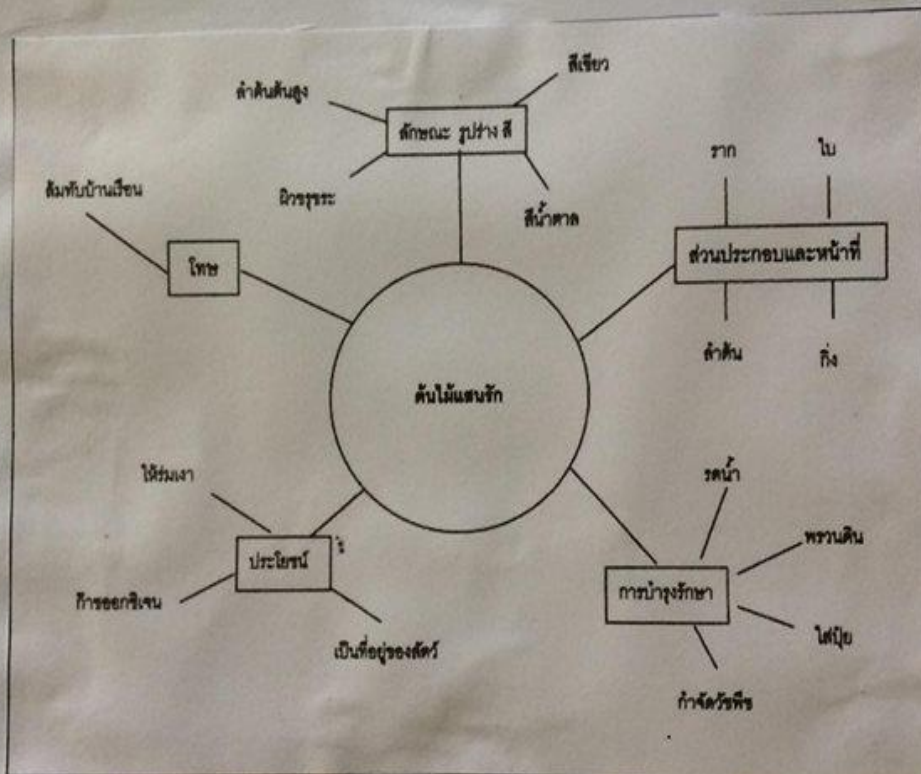 สีเขียว
ลำต้นต้นสูง
ลักษณะ รูปร่าง สี
ราก
ใบ
ผิวขรุขระ
สีน้ำตาล
ล้มทับบ้านเรือน
โทษ
ส่วนประกอบและหน้าที่
ลำต้น
กิ่ง
ต้นไม้แสนรัก
ให้ร่มเงา
รดน้ำ
ประโยชน์
พรวนดิน
การบำรุงรักษา
ก๊าซออกซิเจน
ใส่ปุ๋ย
เป็นที่อยู่ของสัตว์
กำจัดวัชพืช